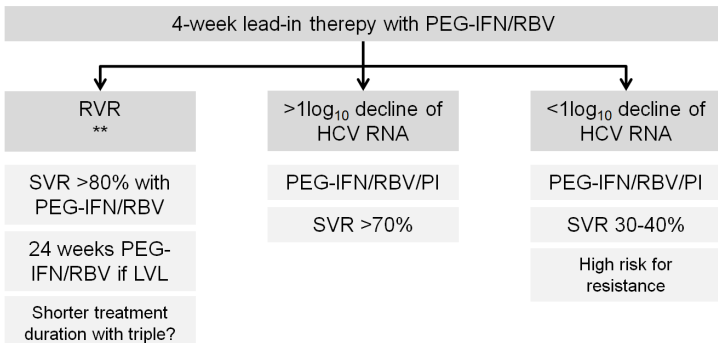 4-week lead-in therepy with PEG-IFN/RBV
RVR
**
SVR >80% with
PEG-IFN/RBV
24 weeks PEG-
IFN/RBV if LVL
Shorter treatment
duration with triple?
>1log₁₀ decline of
HCV RNA
PEG-IFN/RBV/PI
SVR >70%
<1log₁₀ decline of
HCV RNA
PEG-IFN/RBV/PI
SVR 30-40%
High risk for
resistance